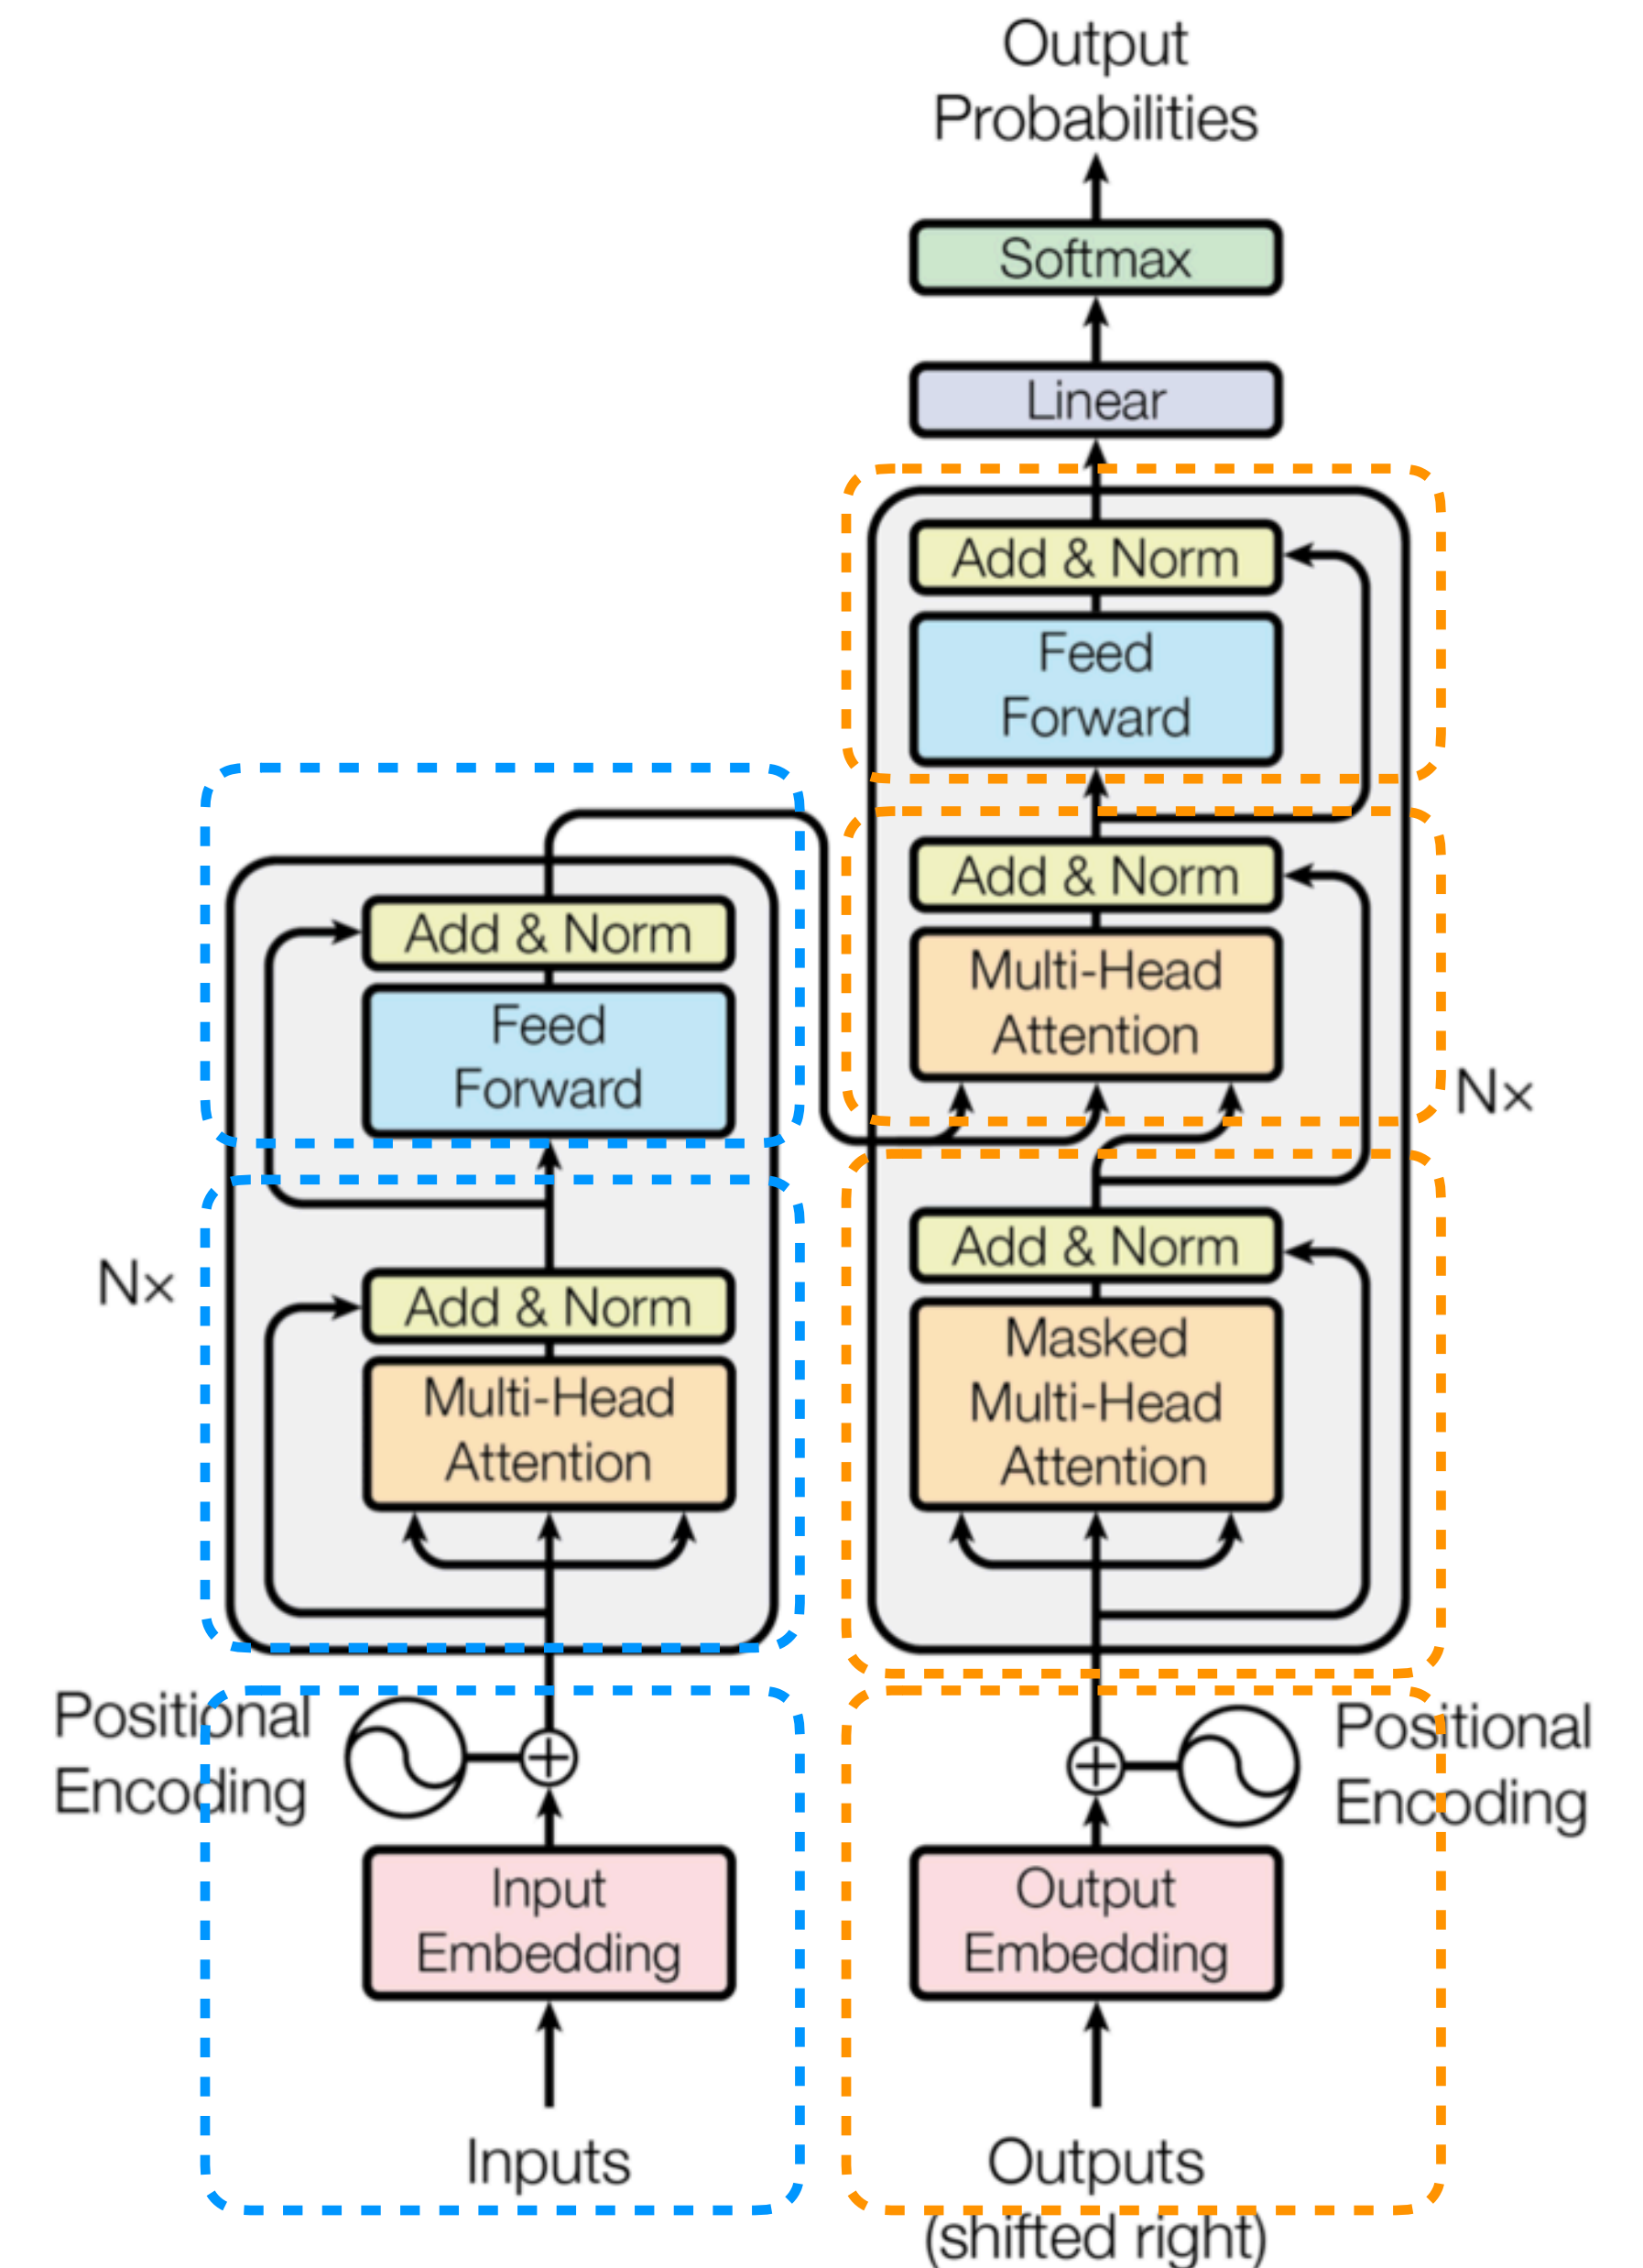 Output
Probabilities
Softmax
Linear
Add & Norm
Feed
Forward
Add & Norm
Multi-Head
Attention
N×
Add & Norm
Masked
Multi-Head
Attention
Add & Norm
Feed
Forward
N×
Add & Norm
Multi-Head
Attention
Positional
Encoding
Positional
Encoding
Input
Embedding
Output
Embedding
Inputs
Outputs
(shifted right)